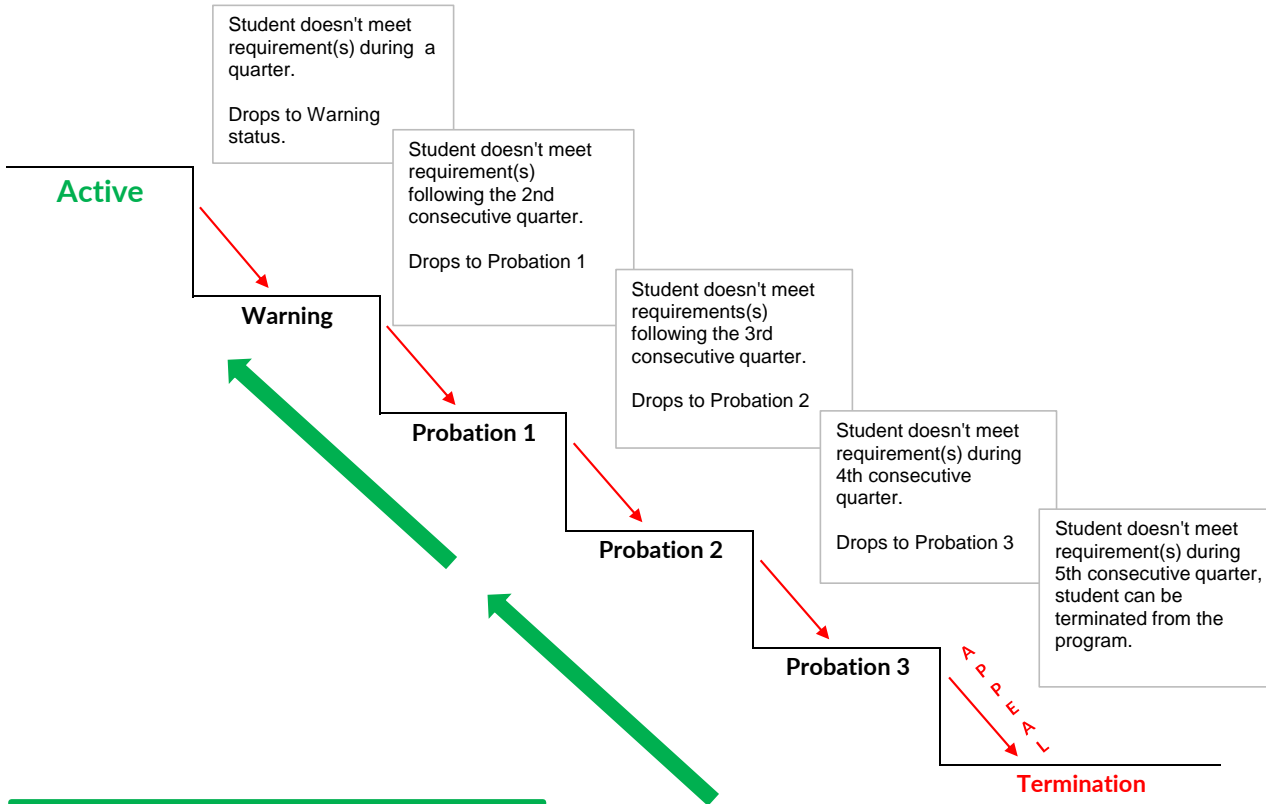 Student doesn't meet
requirement(s) during a
quarter.
Drops to Warning
status.
Active
Student doesn't meet
requirement(s)
following the 2nd
consecutive quarter.
Drops to Probation 1
Warning
Student doesn't meet
requirements(s)
following the 3rd
consecutive quarter.
Drops to Probation 2
Probation 1
Student doesn't meet
requirement(s) during
4th consecutive
quarter.
Drops to Probation 3
Probation 2
Student doesn't meet
requirement(s) during
5th consecutive quarter,
student can be
terminated from the
program.
Probation 3
APPEAL
Termination